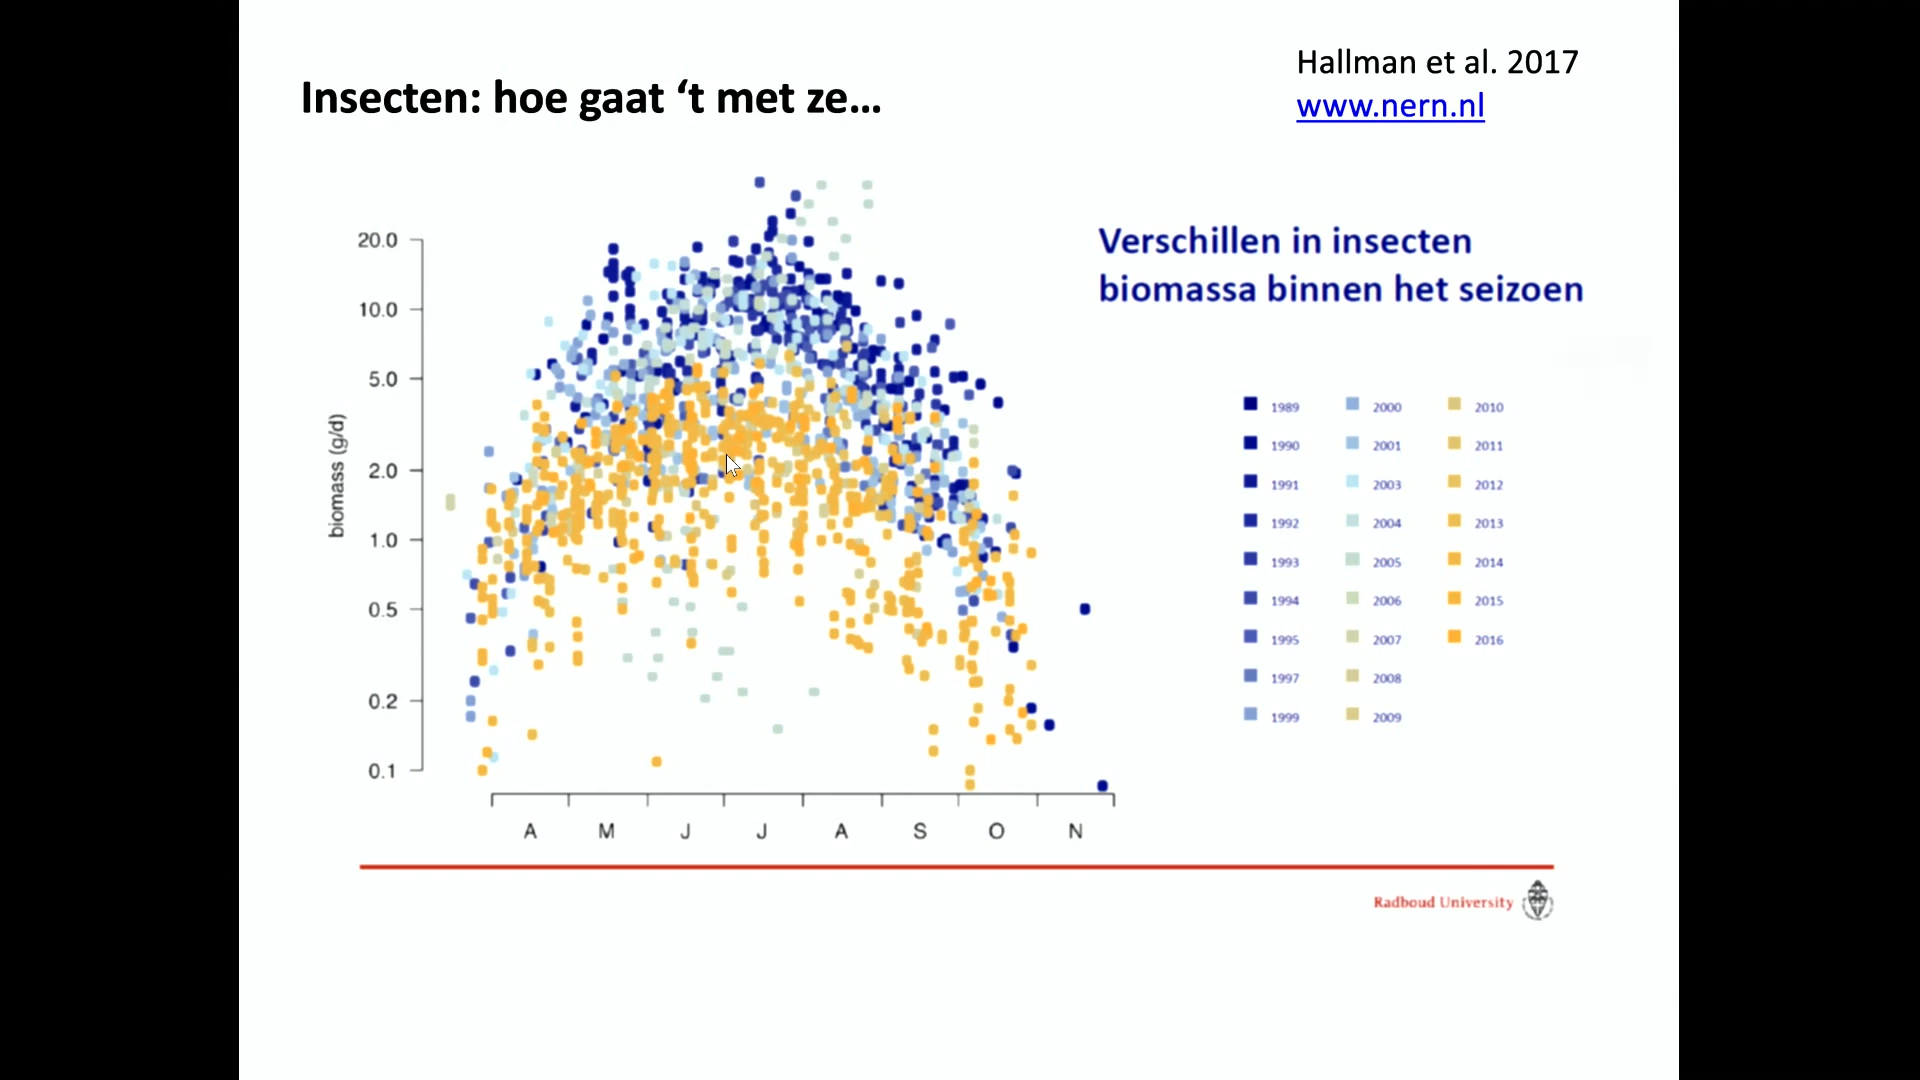 Hallman et al. 2017
www.nern.nl
Insecten: hoe gaat ‘t met ze...
Verschillen in insecten
biomassa binnen het seizoen
biomass (g/d)
20.0
10.0
5.0
2.0
1.0
0.5
0.2
0.1
A M J J A S O N
1989 2000 2010
1990 2001 2011
1991 2003 2012
1992 2004 2013
1993 2005 2014
1994 2006 2015
1995 2007 2016
1997 2008
1999 2009
Radboud University